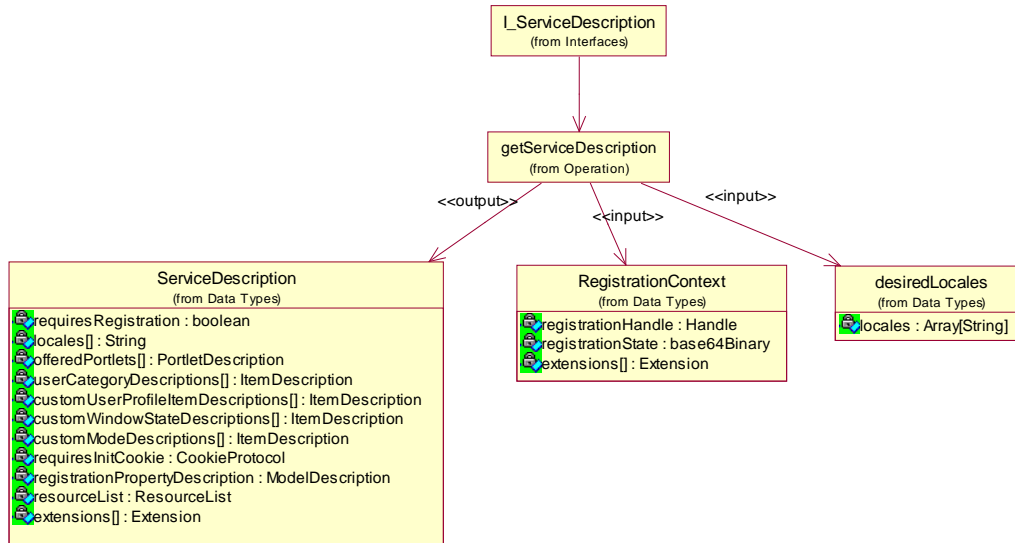 I_ServiceDescription
(from Interfaces)
getServiceDescription
(from Operation)
<<output>>
<<input>>
<<input>>
ServiceDescription
(from Data Types)
requiresRegistration : boolean
locales[] : String
offeredPortlets[] : PortletDescription
userCategoryDescriptions[] : ItemDescription
customUserProfileItemDescriptions[] : ItemDescription
customWindowStateDescriptions[] : ItemDescription
customModeDescriptions[] : ItemDescription
requiresInitCookie : CookieProtocol
registrationPropertyDescription : ModelDescription
resourceList : ResourceList
extensions[] : Extension
RegistrationContext
(from Data Types)
registrationHandle : Handle
registrationState : base64Binary
extensions[] : Extension
desiredLocales
(from Data Types)
locales : Array[String]